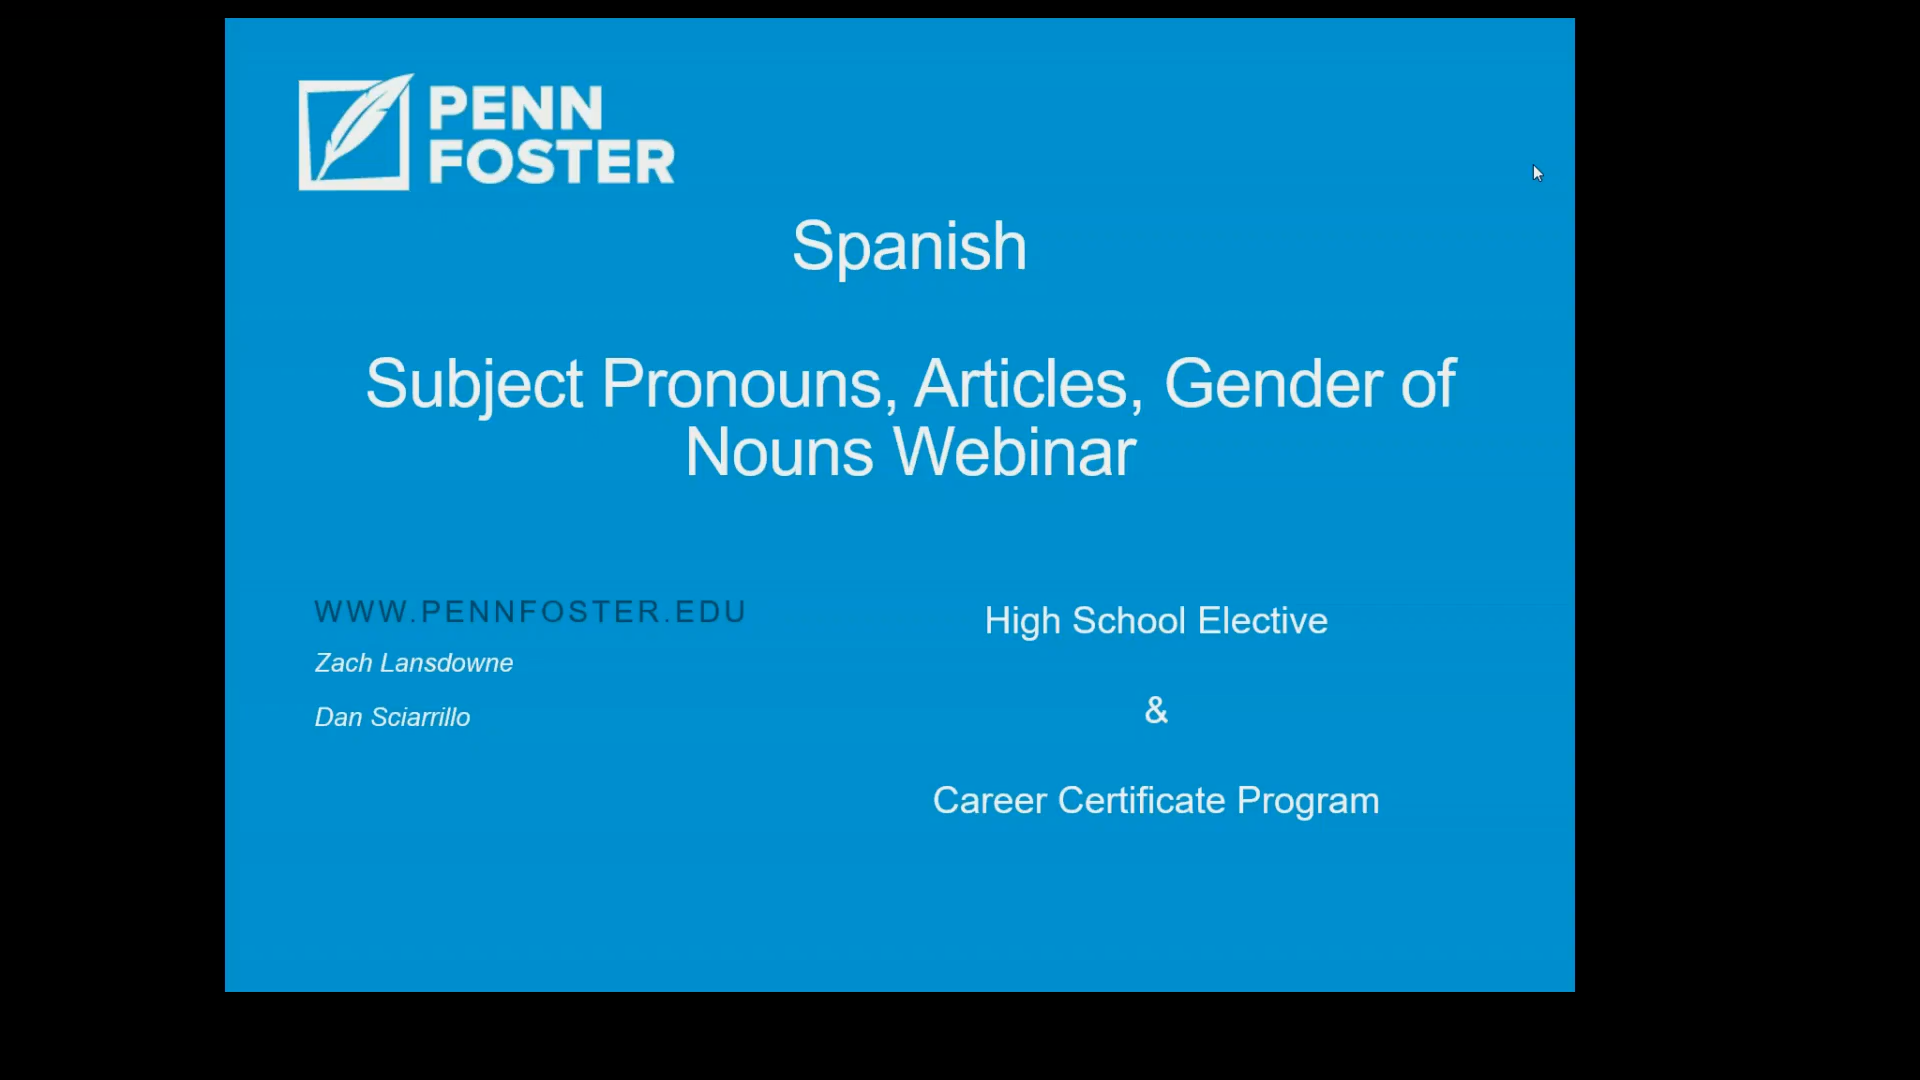 PENN
FOSTER
Spanish
Subject Pronouns, Articles, Gender of
Nouns Webinar
WWW.PENNFOSTER.EDU
Zach Lansdowne
Dan Sciarrillo
High School Elective
&
Career Certificate Program